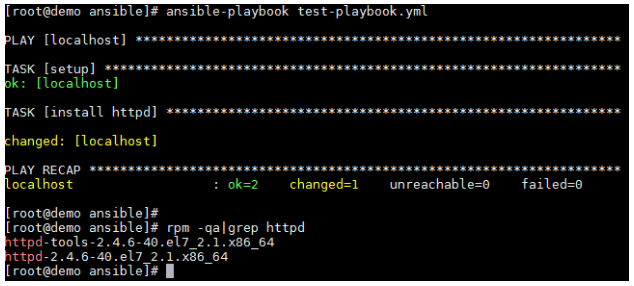 [root@demo ansible]# ansible-playbook test-playbook.yml
PLAY [localhost] ***************************************************************
TASK [setup] *******************************************************************
ok: [localhost]
TASK [install httpd] ***********************************************************
changed: [localhost]
PLAY RECAP *********************************************************************
localhost                  : ok=2    changed=1    unreachable=0    failed=0
[root@demo ansible]#
[root@demo ansible]# rpm -qa|grep httpd
httpd-tools-2.4.6-40.el7_2.1.x86_64
httpd-2.4.6-40.el7_2.1.x86_64
[root@demo ansible]#